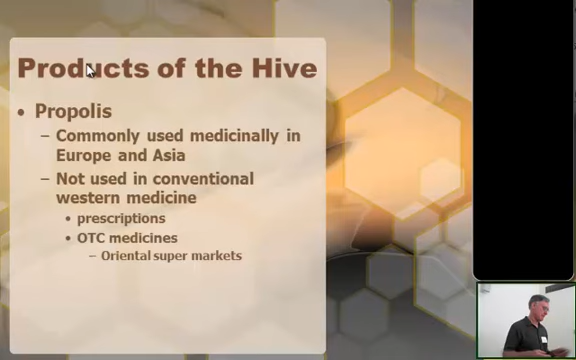 Products of the Hive
• Propolis
– Commonly used medicinally in
Europe and Asia
– Not used in conventional
western medicine
• prescriptions
• OTC medicines
– Oriental super markets